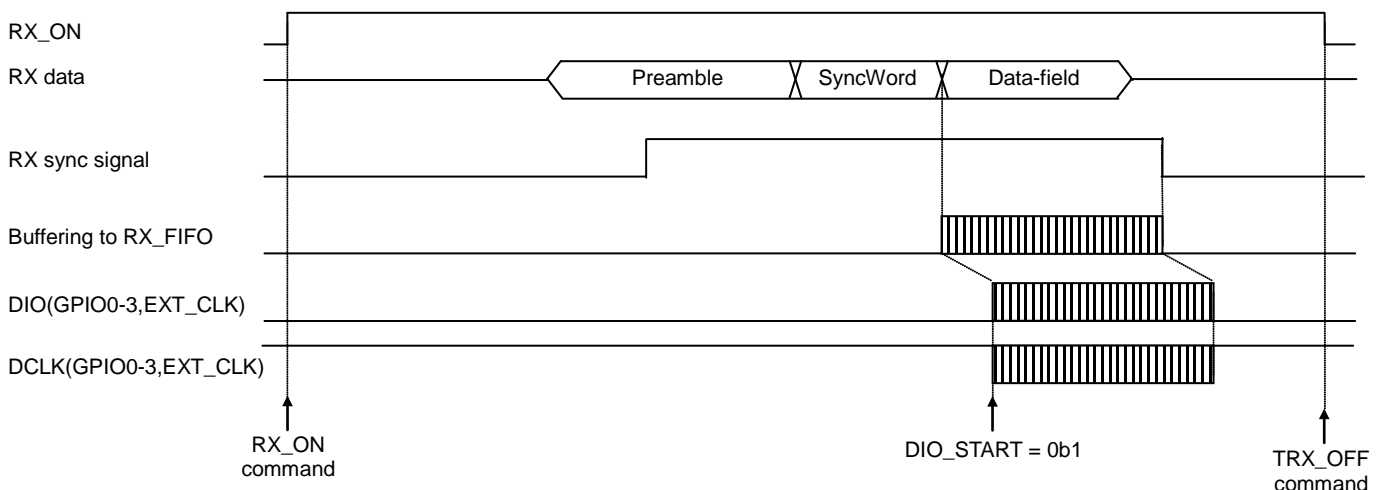 RX_ON
RX data
Preamble SyncWord Data-field
RX sync signal
Buffering to RX_FIFO
DIO(GPIO0-3,EXT_CLK)
DCLK(GPIO0-3,EXT_CLK)
RX_ON
command
DIO_START = 0b1
TRX_OFF
command